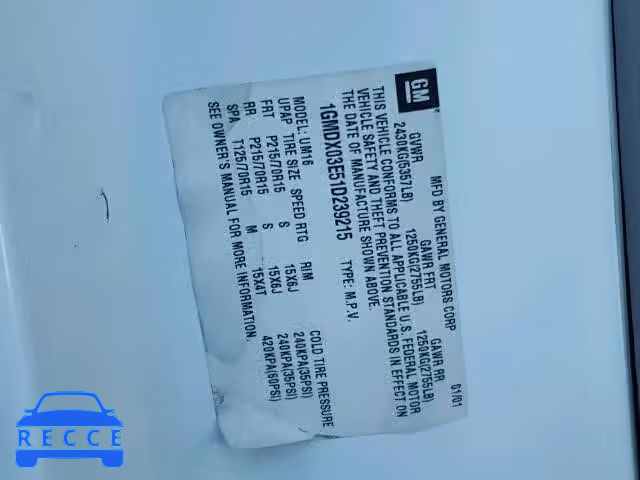 GM
MFD BY GENERAL MOTORS CORP 01/01
GVWR GAWR FRT GAWR RR
2430KG(5357LB) 1250KG(2755LB) 1250KG(2755LB)
THIS VEHICLE CONFORMS TO ALL APPLICABLE U.S. FEDERAL MOTOR
VEHICLE SAFETY AND THEFT PREVENTION STANDARDS IN EFFECT ON
THE DATE OF MANUFACTURE SHOWN ABOVE.
1GMDX03E51D239215 TYPE: M.P.V.
MODEL: UM16
UPAP TIRE SIZE SPEED RTG RIM COLD TIRE PRESSURE
FRT P215/70R15 S 15X6J 240KPA(35PSI)
RR P215/70R15 S 15X6J 240KPA(35PSI)
SPA T125/70R15 M 15X4T 420KPA(60PSI)
SEE OWNER'S MANUAL FOR MORE INFORMATION.
RECCE